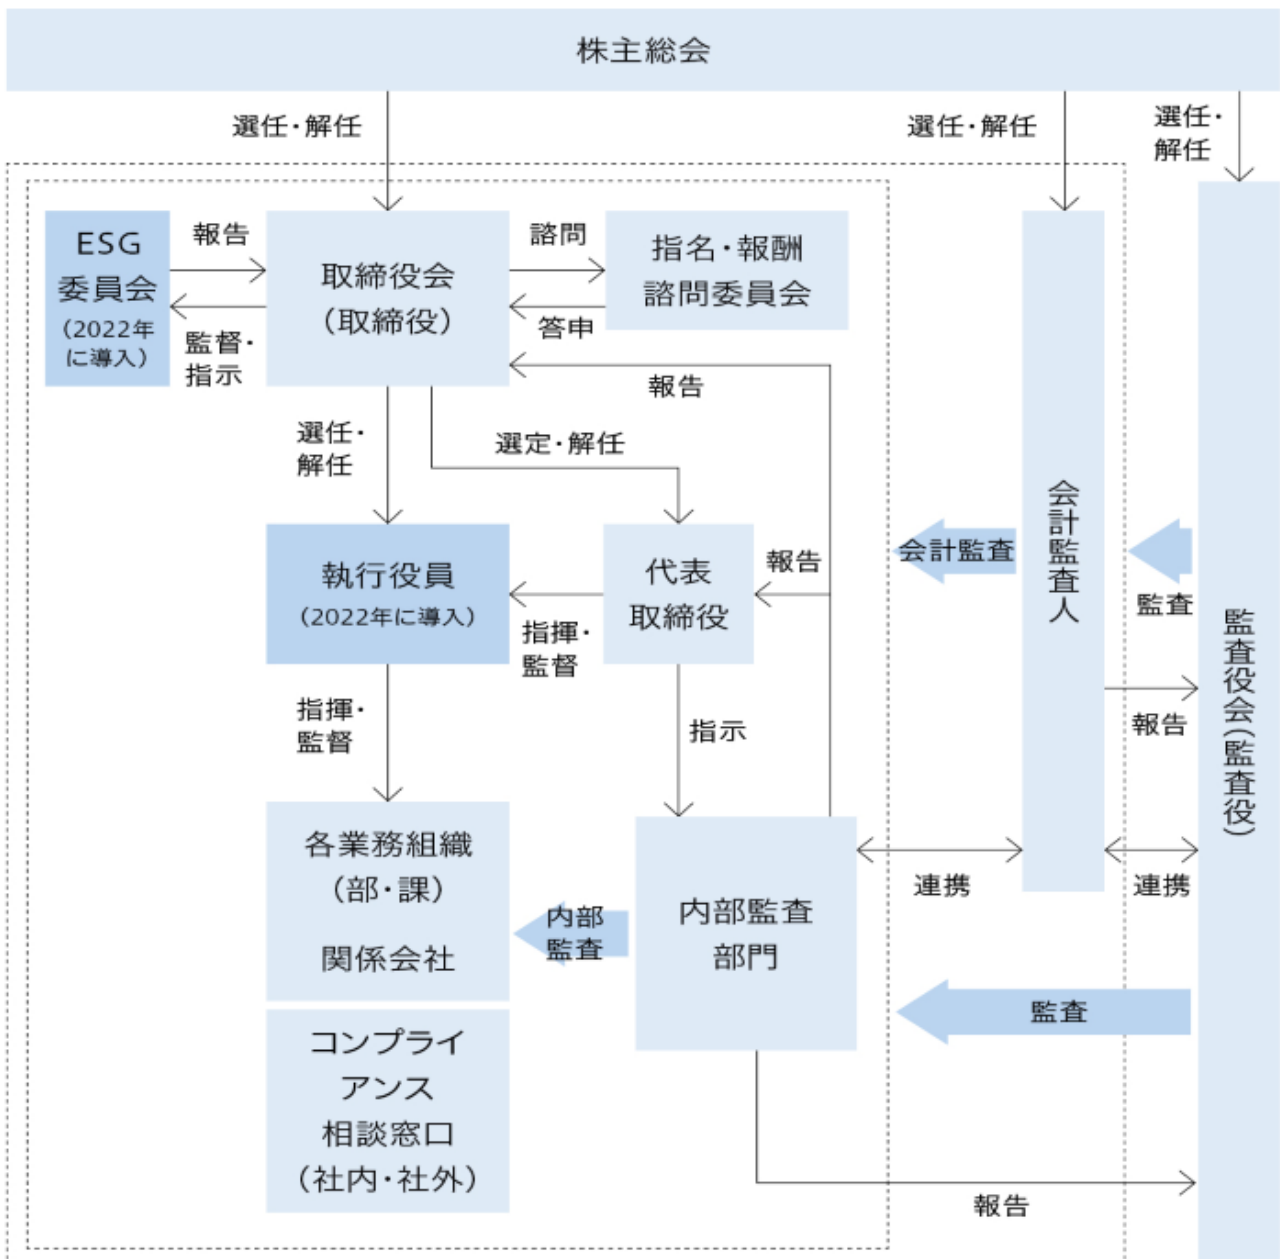 株主総会
選任・解任
選任・解任
選任・
解任
ESG
委員会
（2022年
に導入）
報告
監督・
指示
取締役会
（取締役）
諮問
答申
指名・報酬
諮問委員会
報告
選任・
解任
選定・解任
執行役員
（2022年に導入）
指揮・
監督
代表
取締役
報告
会計監査
会計監査人
監査
監査役会（監査役）
指揮・
監督
指示
報告
各業務組織
（部・課）
関係会社
内部
監査
内部監査
部門
連携
連携
監査
コンプライ
アンス
相談窓口
（社内・社外）
報告